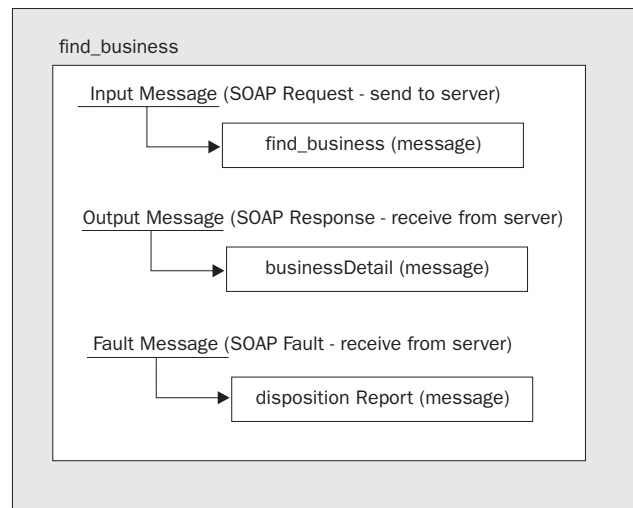 find_business
Input Message (SOAP Request - send to server)
find_business (message)
Output Message (SOAP Response - receive from server)
businessDetail (message)
Fault Message (SOAP Fault - receive from server)
disposition Report (message)